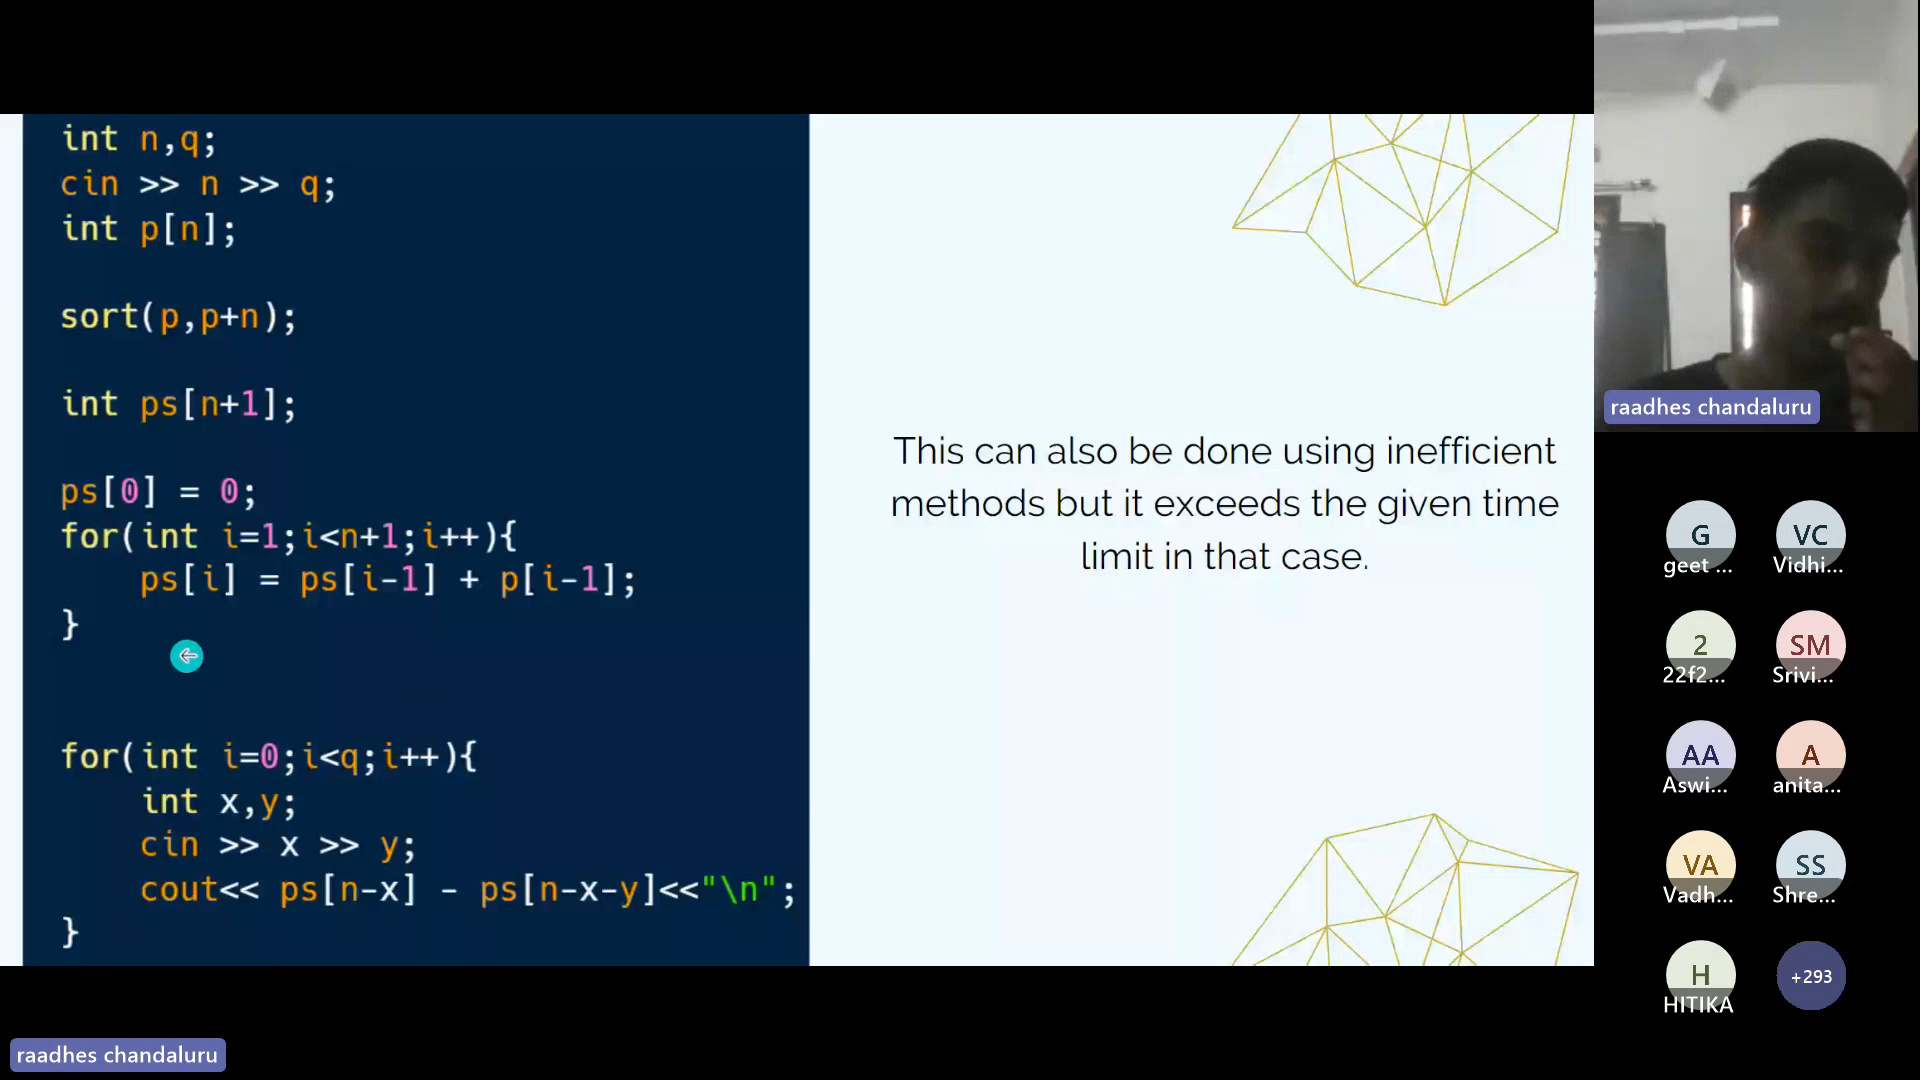 int n,q;
cin >> n >> q;
int p[n];
sort(p,p+n);
int ps[n+1];
ps[0] = 0;
for(int i=1;i<n+1;i++){
ps[i] = ps[i-1] + p[i-1];
}
for(int i=0;i<q;i++){
int x,y;
cin >> x >> y;
cout<< ps[n-x] - ps[n-x-y]<<"\n";
}
This can also be done using inefficient
methods but it exceeds the given time
limit in that case.
raadhes chandaluru
G
geet ...
VC
Vidhi...
2
22f2...
SM
Srivi...
AA
Aswi...
A
anita...
VA
Vadh...
SS
Shre...
H
HITIKA
+293
raadhes chandaluru